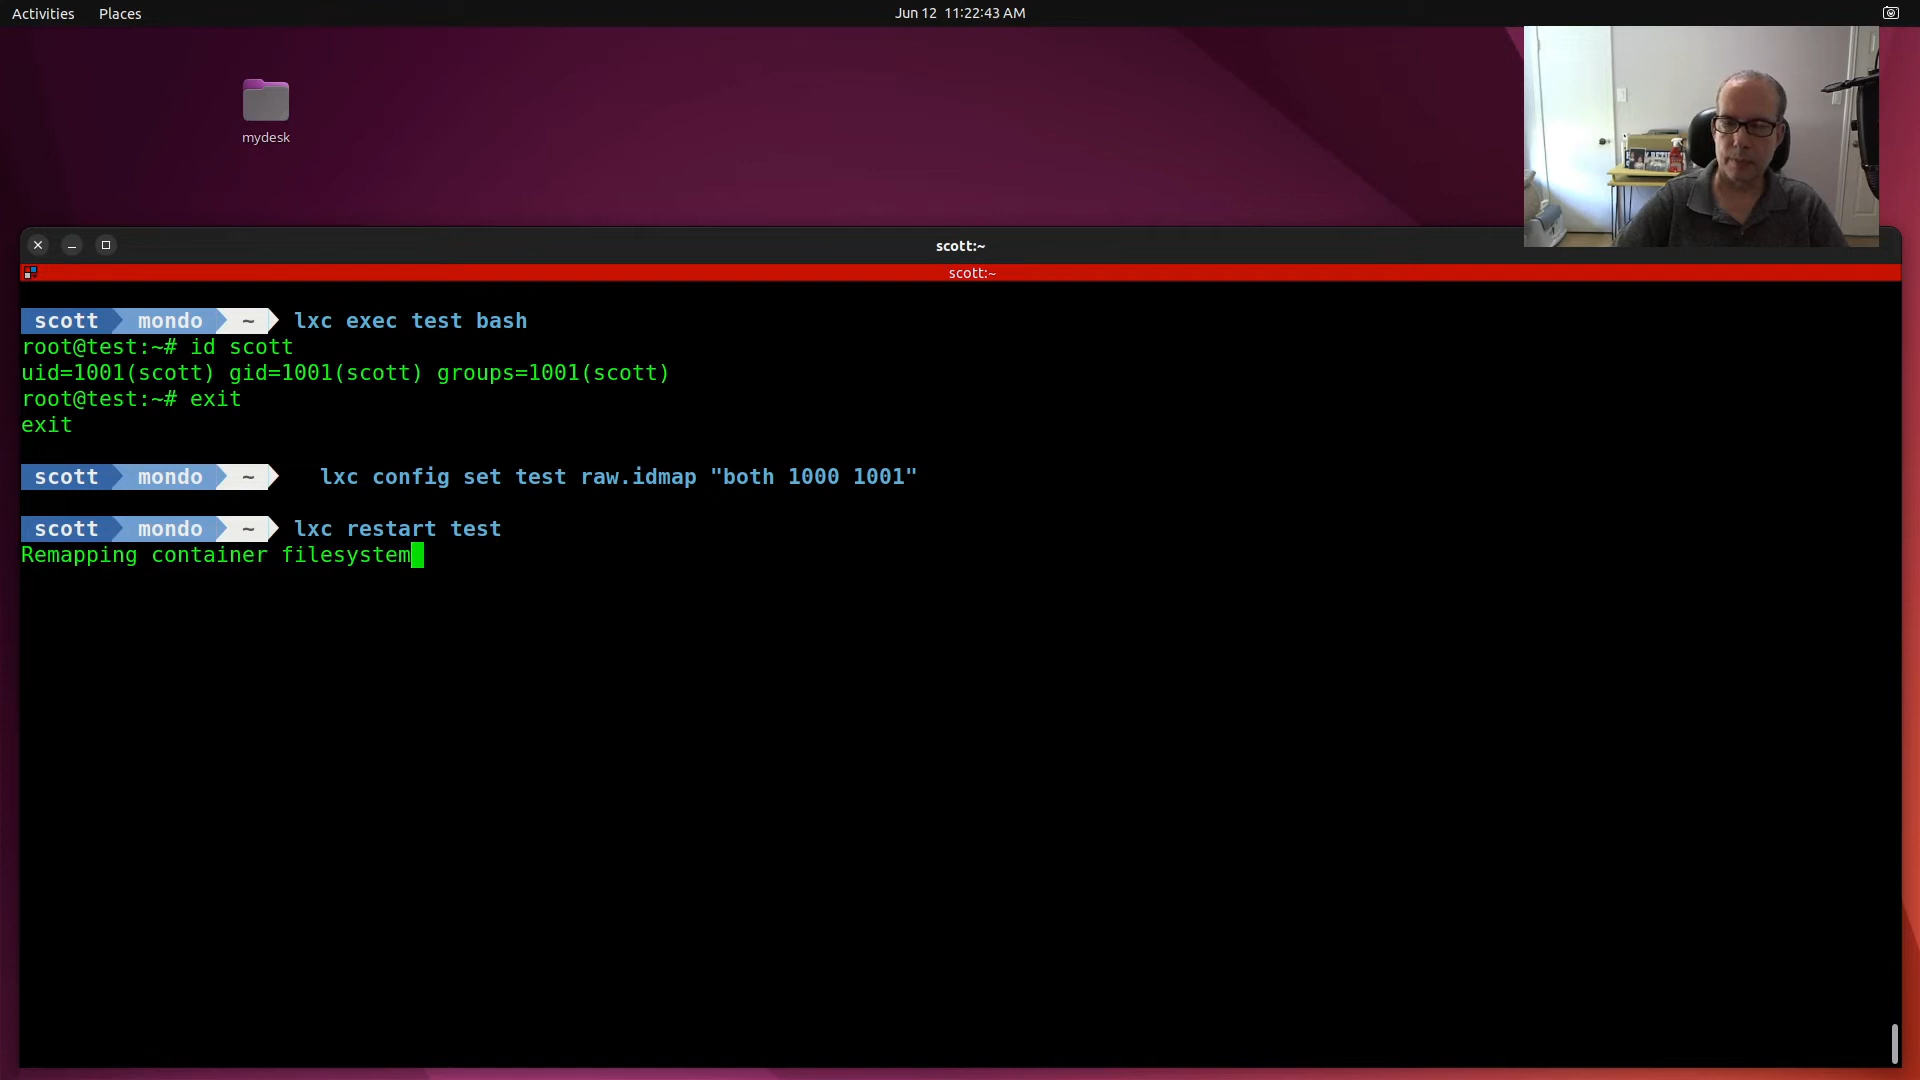 Activities Places Jun 12 11:22:43 AM
mydesk
scott:~
scott:~
scott mondo ~ lxc exec test bash
root@test:~# id scott
uid=1001(scott) gid=1001(scott) groups=1001(scott)
root@test:~# exit
exit
scott mondo ~ lxc config set test raw.idmap "both 1000 1001"
scott mondo ~ lxc restart test
Remapping container filesystem